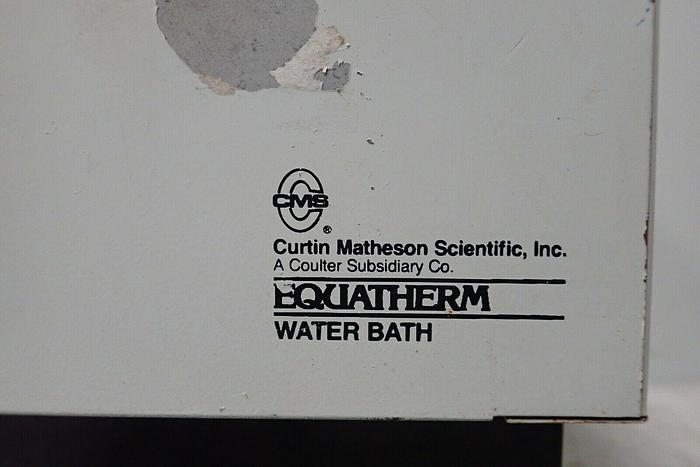 CMS
®
Curtin Matheson Scientific, Inc.
A Coulter Subsidiary Co.
EQUATHERM
WATER BATH